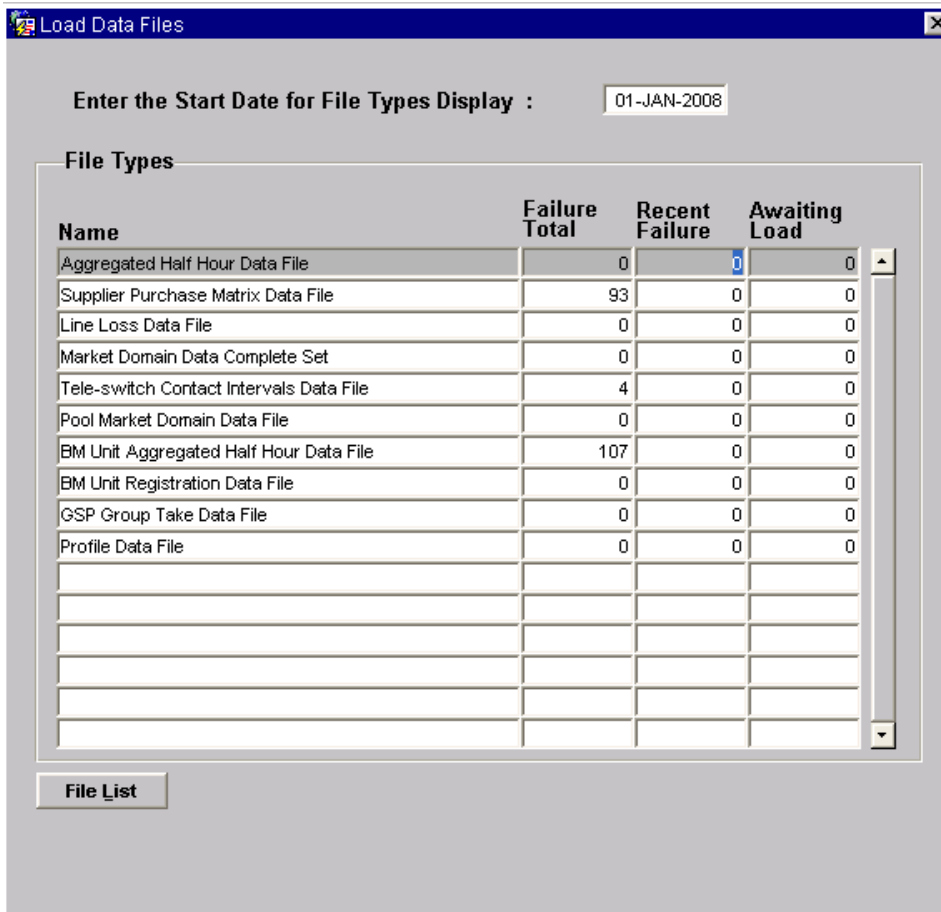 Load Data Files
Enter the Start Date for File Types Display : 01-JAN-2008
File Types
Name Failure Total Recent Failure Awaiting Load
Aggregated Half Hour Data File 0 0 0
Supplier Purchase Matrix Data File 93 0 0
Line Loss Data File 0 0 0
Market Domain Data Complete Set 0 0 0
Tele-switch Contact Intervals Data File 4 0 0
Pool Market Domain Data File 0 0 0
BM Unit Aggregated Half Hour Data File 107 0 0
BM Unit Registration Data File 0 0 0
GSP Group Take Data File 0 0 0
Profile Data File 0 0 0
File List